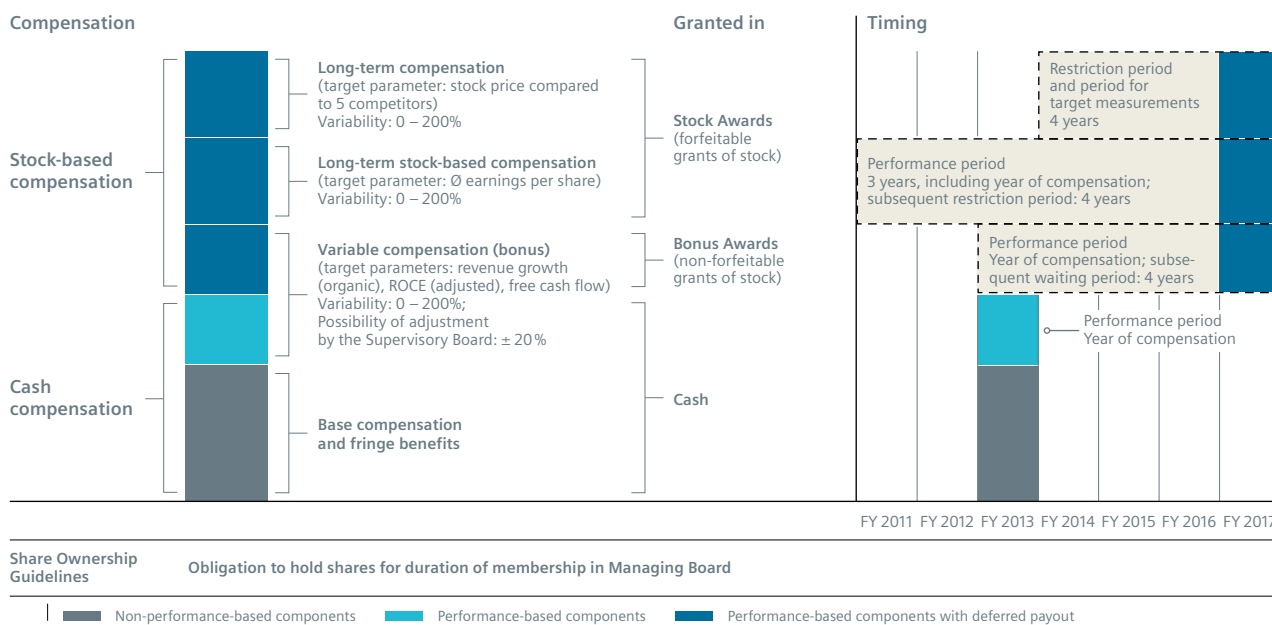 Compensation
Granted in
Timing
Stock-based
compensation
Cash
compensation
Long-term compensation
(target parameter: stock price compared
to 5 competitors)
Variability: 0 – 200%
Long-term stock-based compensation
(target parameter: Ø earnings per share)
Variability: 0 – 200%
Variable compensation (bonus)
(target parameters: revenue growth
(organic), ROCE (adjusted), free cash flow)
Variability: 0 – 200%;
Possibility of adjustment
by the Supervisory Board: ± 20%
Base compensation
and fringe benefits
Stock Awards
(forfeitable
grants of stock)
Bonus Awards
(non-forfeitable
grants of stock)
Cash
Restriction period
and period for
target measurements
4 years
Performance period
3 years, including year of compensation;
subsequent restriction period: 4 years
Performance period
Year of compensation; subse-
quent waiting period: 4 years
Performance period
Year of compensation
FY 2011 FY 2012 FY 2013 FY 2014 FY 2015 FY 2016 FY 2017
Share Ownership
Guidelines
Obligation to hold shares for duration of membership in Managing Board
Non-performance-based components
Performance-based components
Performance-based components with deferred payout